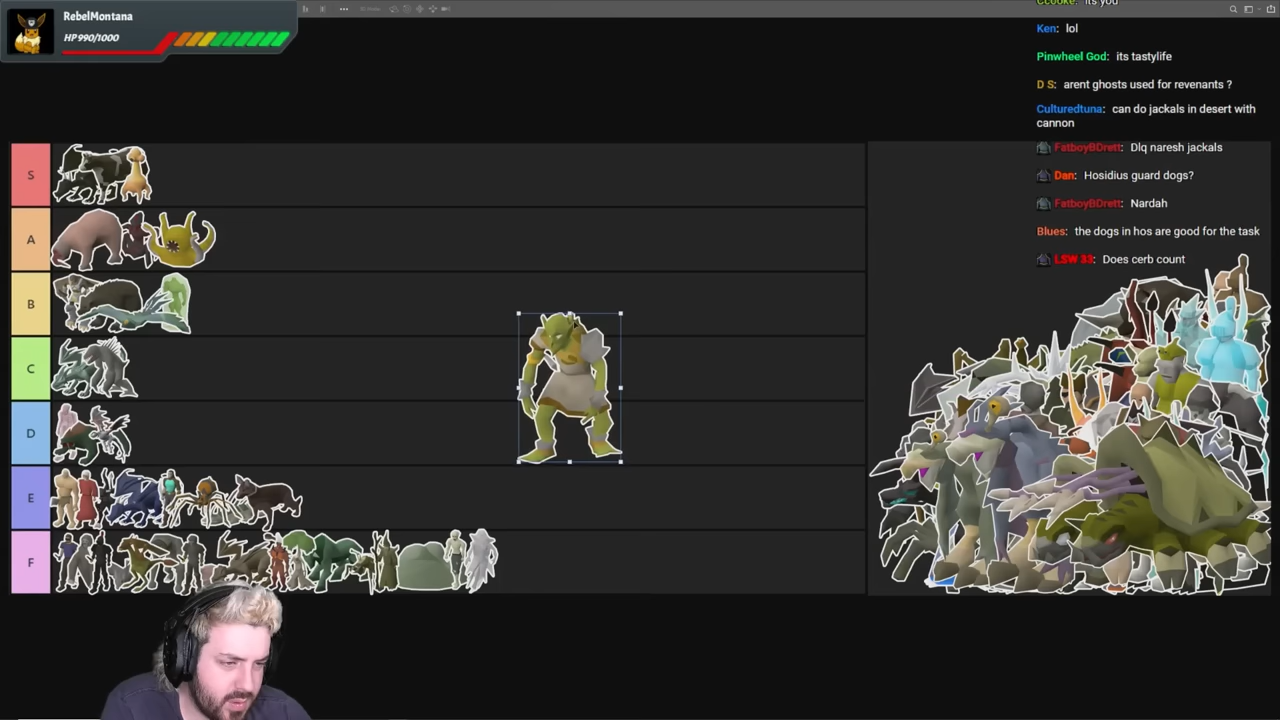 RebelMontana
HP 990/1000
Ccooke: its you
Ken: lol
Pinwheel God: its tastylife
D S: arent ghosts used for revenants ?
Culturedtuna: can do jackals in desert with
cannon
FatboyBDrett: Dlq naresh jackals
Dan: Hosidius guard dogs?
FatboyBDrett: Nardah
Blues: the dogs in hos are good for the task
LSW 33: Does cerb count
S
A
B
C
D
E
F